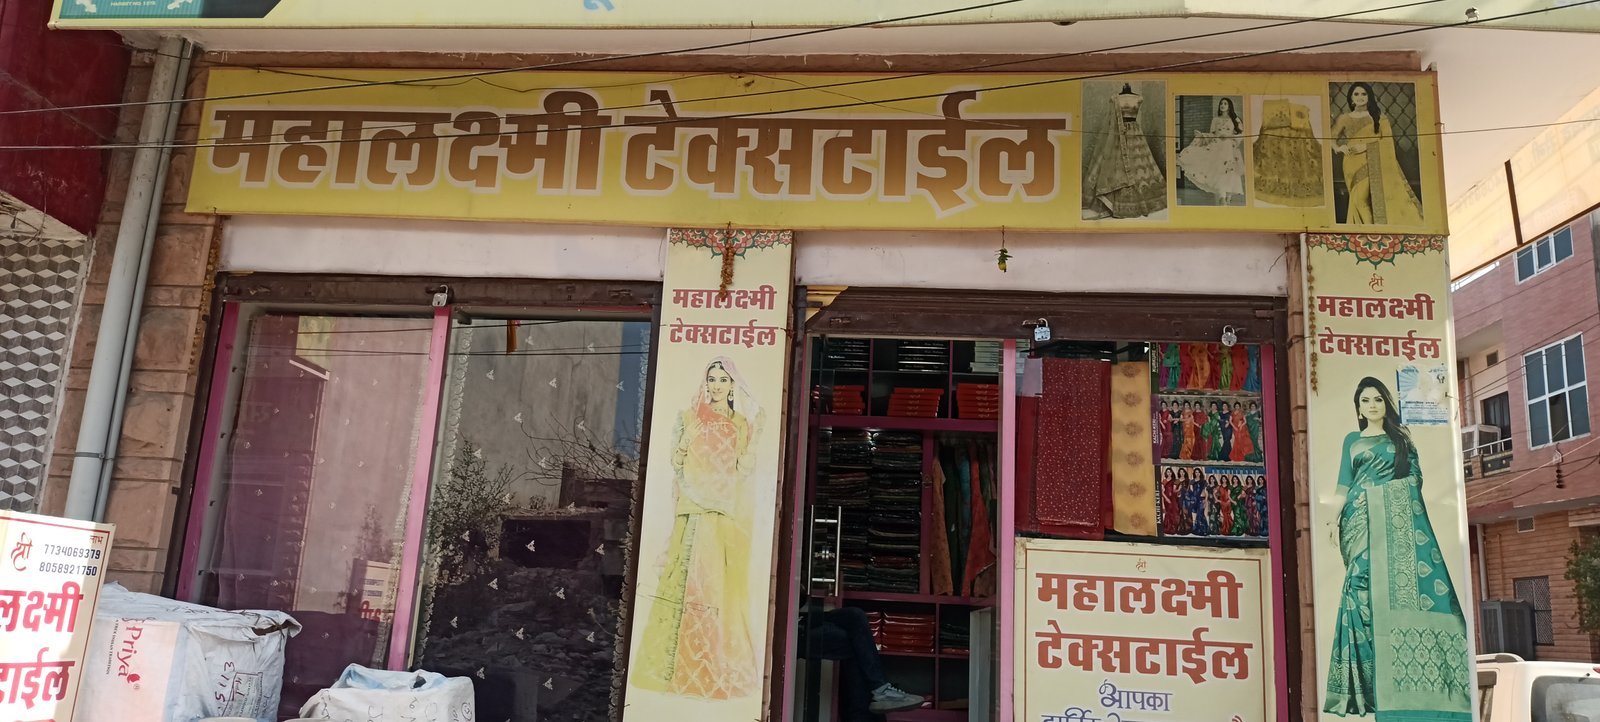 महालक्ष्मी टेक्सटाईल
महालक्ष्मी
टेक्सटाईल
श्री
महालक्ष्मी
टेक्सटाईल
श्री
महालक्ष्मी
टेक्सटाईल
आपका
लाभ
श्री
7734069379
8058921750
लक्ष्मी
टाईल
Priya